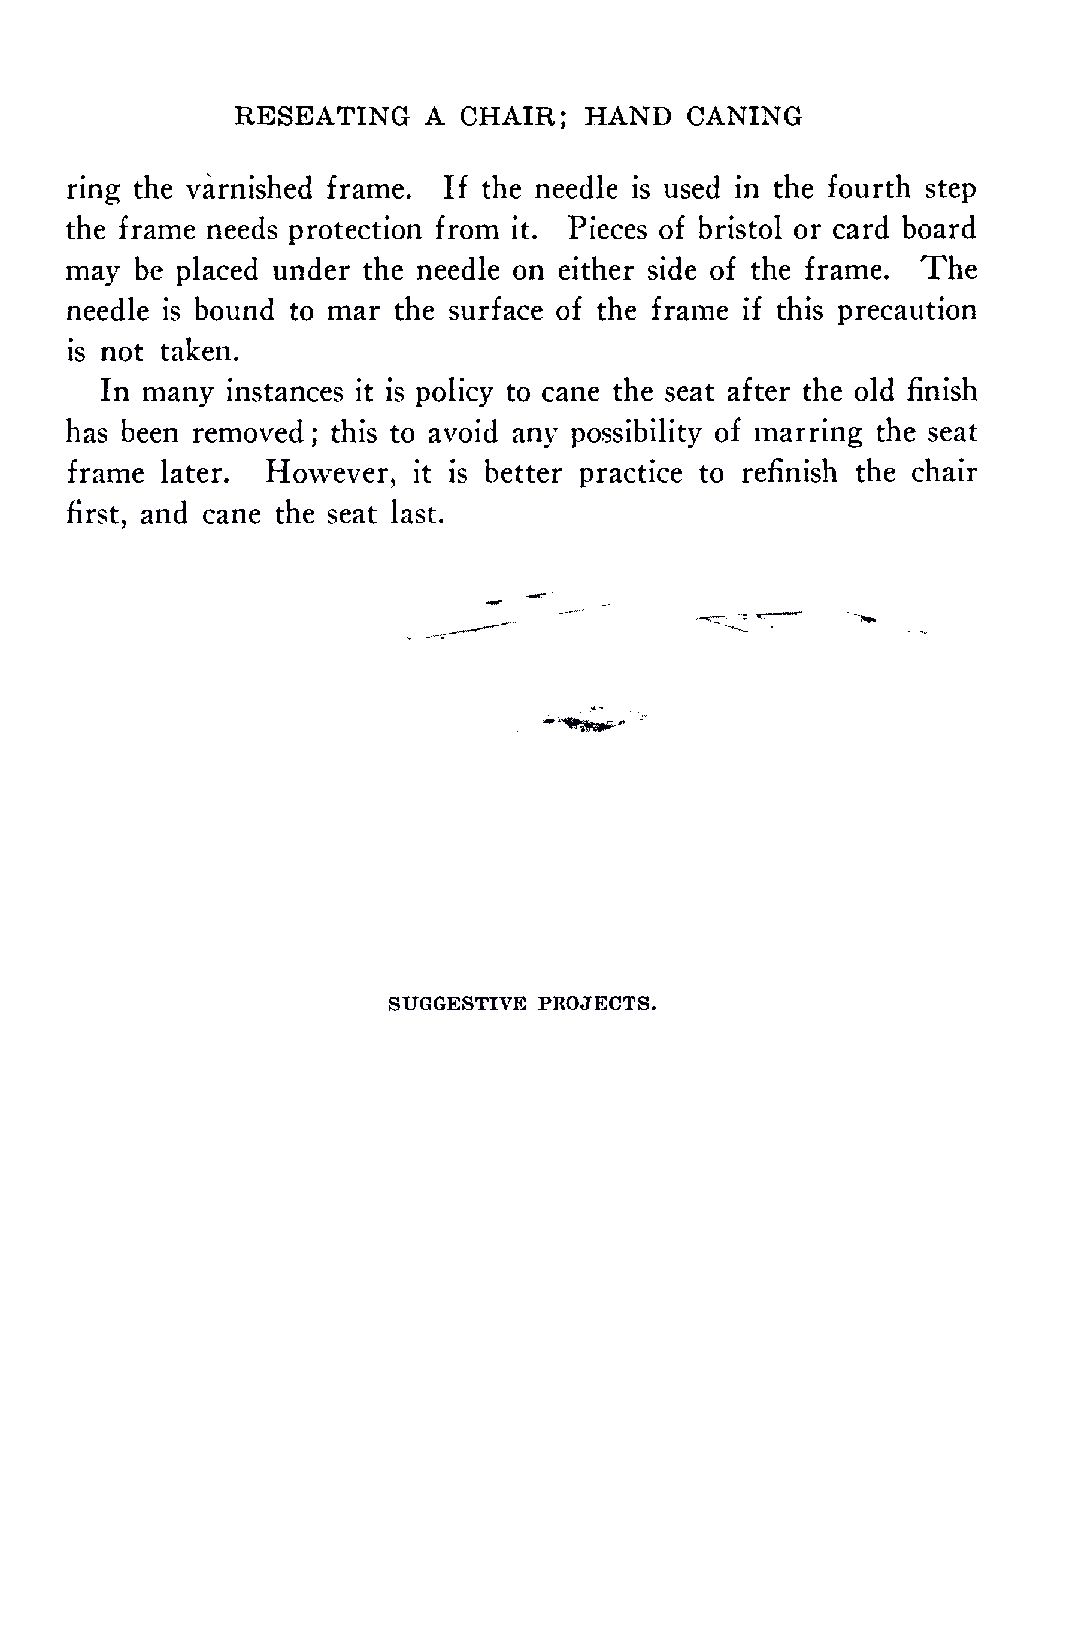 RESEATING A CHAIR; HAND CANING
ring the varnished frame. If the needle is used in the fourth step
the frame needs protection from it. Pieces of bristol or card board
may be placed under the needle on either side of the frame. The
needle is bound to mar the surface of the frame if this precaution
is not taken.
In many instances it is policy to cane the seat after the old finish
has been removed; this to avoid any possibility of marring the seat
frame later. However, it is better practice to refinish the chair
first, and cane the seat last.
SUGGESTIVE PROJECTS.